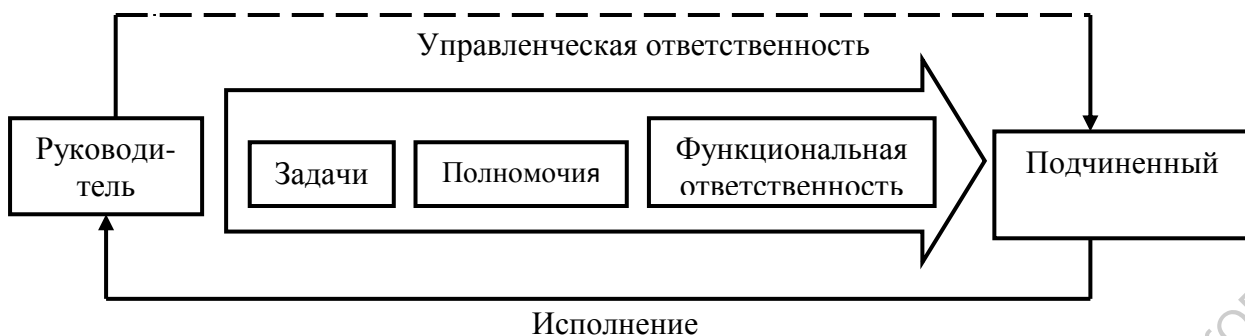 Управленческая ответственность
Руководи-
тель
Задачи
Полномочия
Функциональная
ответственность
Подчиненный
Исполнение